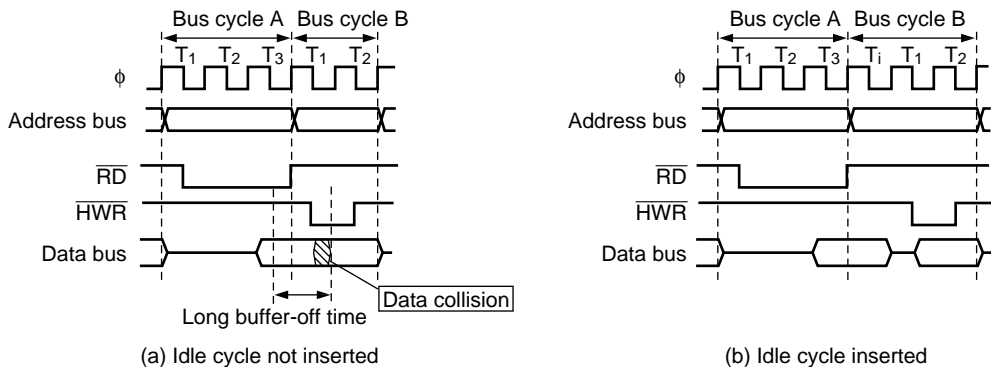 Bus cycle A Bus cycle B
T1 T2 T3 T1 T2
φ
Address bus
RD
HWR
Data bus
Data collision
Long buffer-off time
(a) Idle cycle not inserted
Bus cycle A Bus cycle B
T1 T2 T3 Ti T1 T2
φ
Address bus
RD
HWR
Data bus
(b) Idle cycle inserted